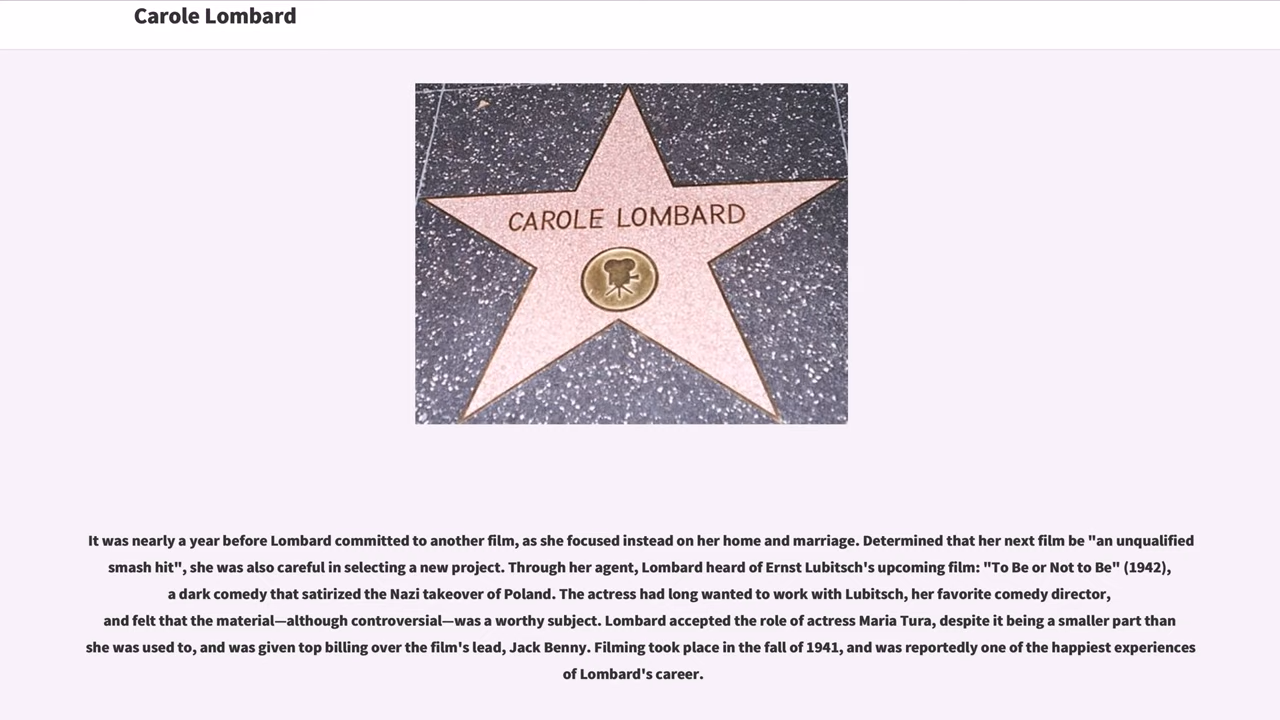 Carole Lombard
CAROLE LOMBARD
It was nearly a year before Lombard committed to another film, as she focused instead on her home and marriage. Determined that her next film be "an unqualified
smash hit", she was also careful in selecting a new project. Through her agent, Lombard heard of Ernst Lubitsch's upcoming film: "To Be or Not to Be" (1942),
a dark comedy that satirized the Nazi takeover of Poland. The actress had long wanted to work with Lubitsch, her favorite comedy director,
and felt that the material—although controversial—was a worthy subject. Lombard accepted the role of actress Maria Tura, despite it being a smaller part than
she was used to, and was given top billing over the film's lead, Jack Benny. Filming took place in the fall of 1941, and was reportedly one of the happiest experiences
of Lombard's career.